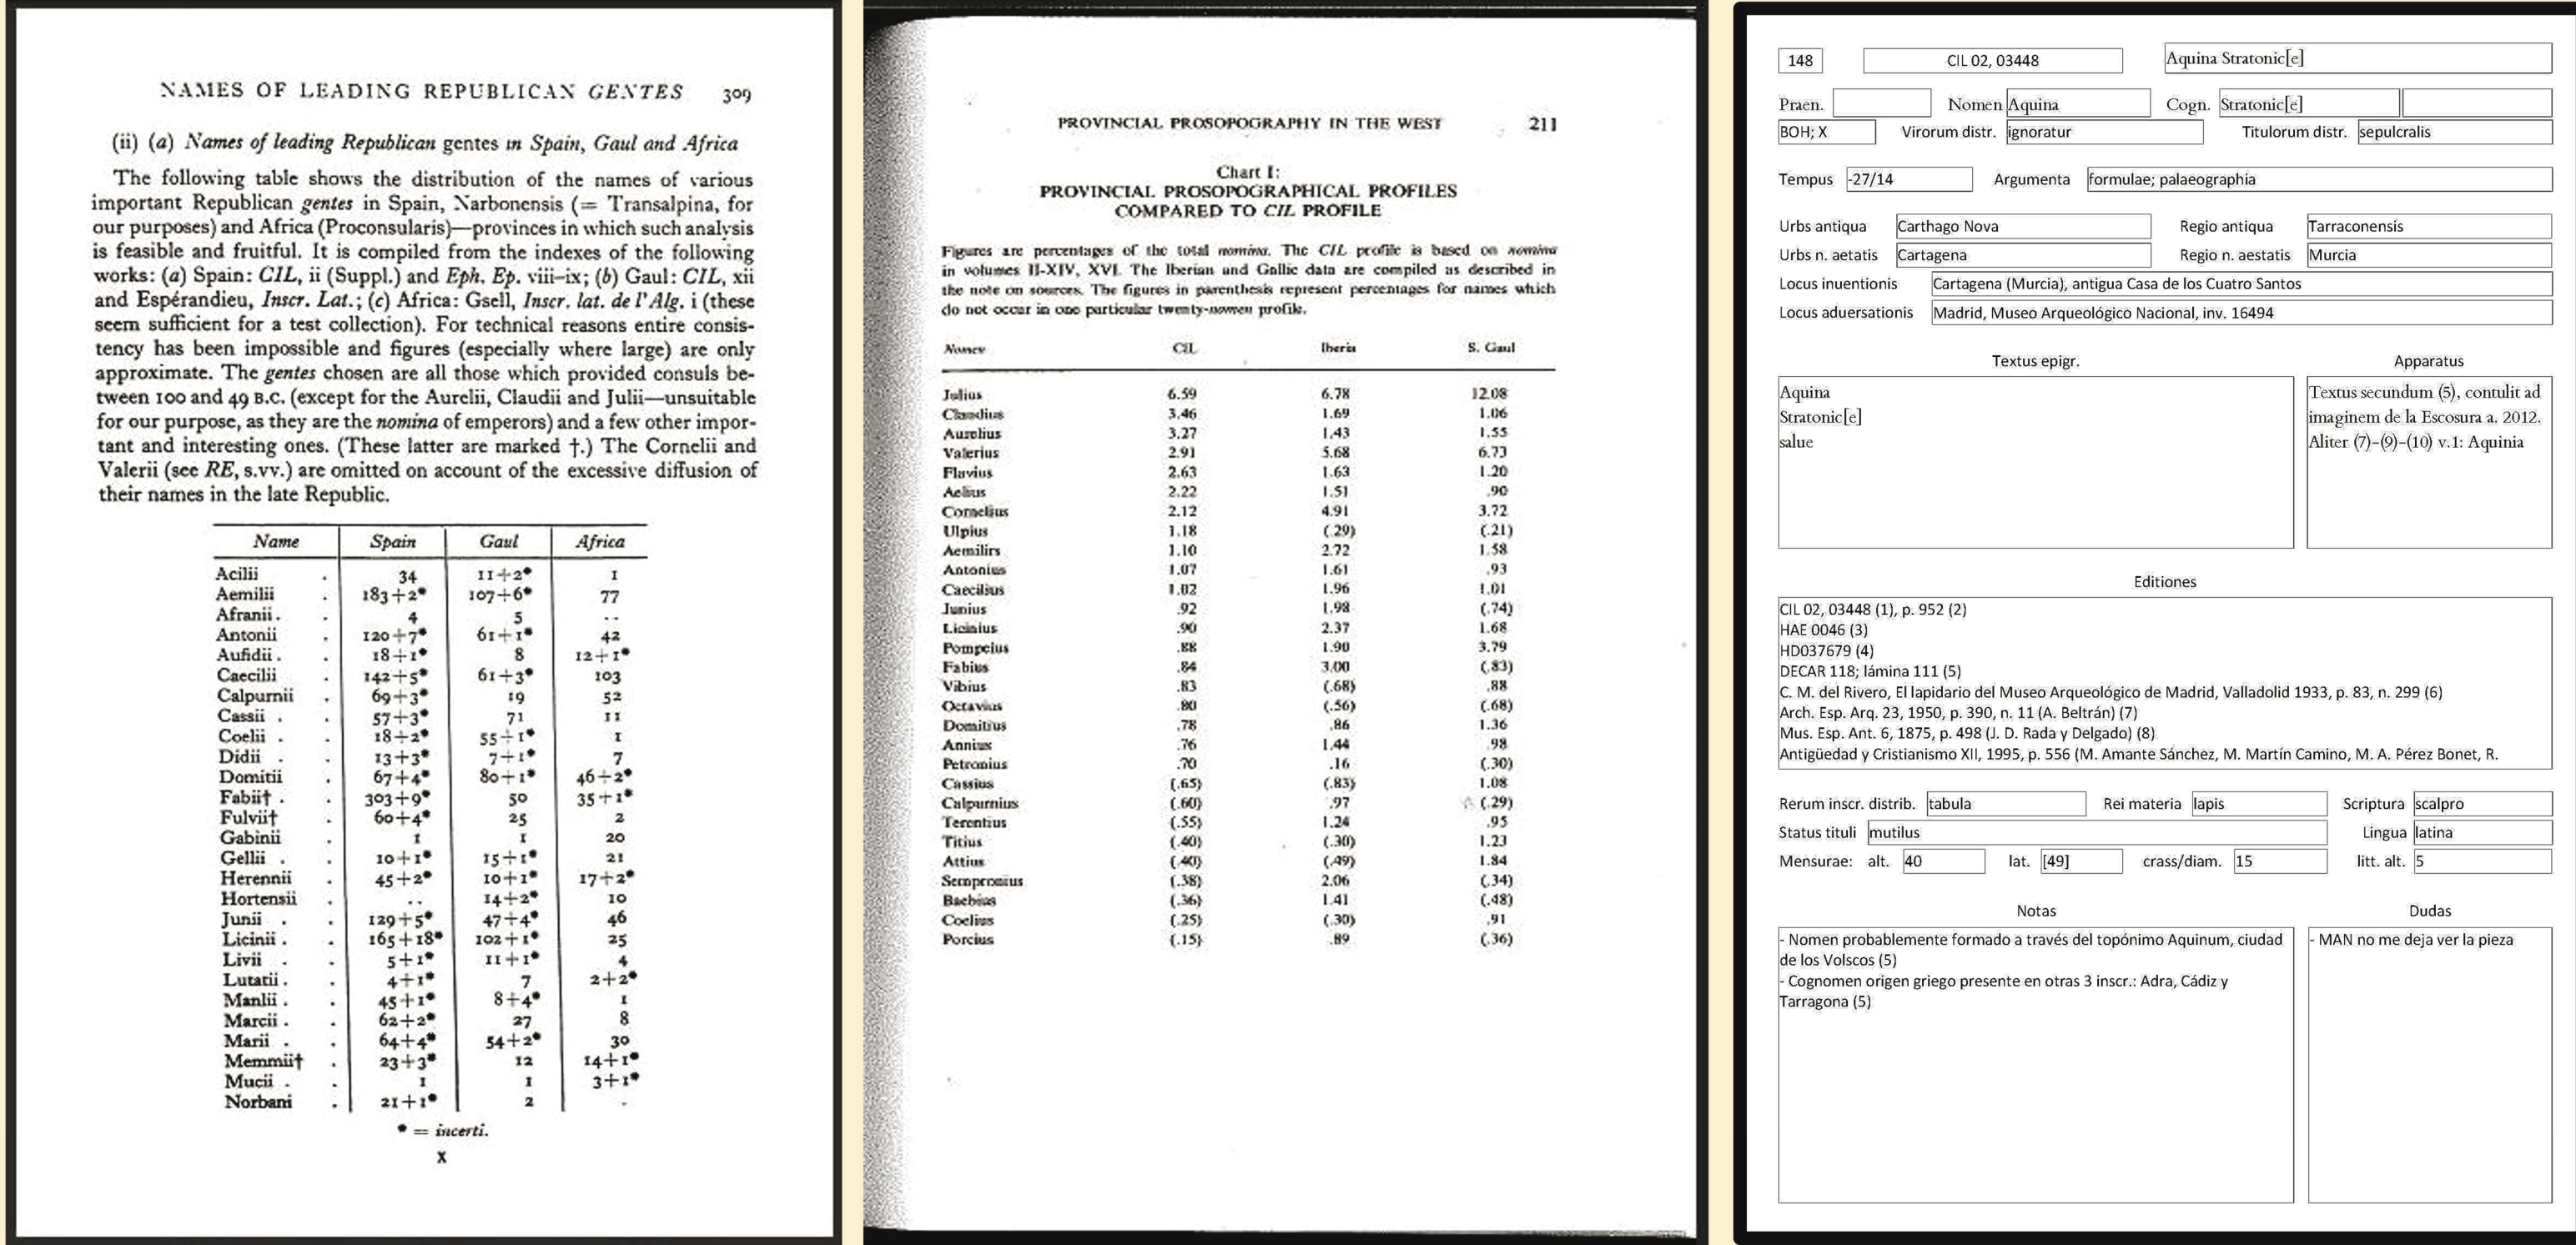 NAMES OF LEADING REPUBLICAN GENTES 309
(ii) (a) Names of leading Republican gentes in Spain, Gaul and Africa
The following table shows the distribution of the names of various
important Republican gentes in Spain, Narbonensis (= Transalpina, for
our purposes) and Africa (Proconsularis)—provinces in which such analysis
is feasible and fruitful. It is compiled from the indexes of the following
works: (a) Spain: CIL, ii (Suppl.) and Eph. Ep. viii–ix; (b) Gaul: CIL, xii
and Espérandieu, Inscr. Lat.; (c) Africa: Gsell, Inscr. lat. de l'Alg. i (these
seem sufficient for a test collection). For technical reasons entire consis-
tency has been impossible and figures (especially where large) are only
approximate. The gentes chosen are all those which provided consuls be-
tween 100 and 49 B.C. (except for the Aurelii, Claudii and Julii—unsuitable
for our purpose, as they are the nomina of emperors) and a few other impor-
tant and interesting ones. (These latter are marked †.) The Cornelii and
Valerii (see RE, s.vv.) are omitted on account of the excessive diffusion of
their names in the late Republic.
Name Spain Gaul Africa
Acilii . 34 11+2* 1
Aemilii . 183+2* 107+6* 77
Afranii . . 4 5 ..
Antonii . 120+7* 61+1* 42
Aufidii . . 18+1* 8 12+1*
Caecilii . 142+5* 61+3* 103
Calpurnii . 69+3* 19 52
Cassii . . 57+3* 71 11
Coelii . . 18+2* 55+1* 1
Didii . . 13+3* 7+1* 7
Domitii . 67+4* 80+1* 46+2*
Fabii† . . 303+9* 50 35+1*
Fulvii† . 60+4* 25 2
Gabinii . 1 1 20
Gellii . . 10+1* 15+1* 21
Herennii . 45+2* 10+1* 17+2*
Hortensii . .. 14+2* 10
Junii . . 129+5* 47+4* 46
Licinii . . 165+18* 102+1* 25
Livii . . 5+1* 11+1* 4
Lutatii . . 4+1* 7 2+2*
Manlii . . 45+1* 8+4* 1
Marcii . . 62+2* 27 8
Marii . . 64+4* 54+2* 30
Memmii† . 23+3* 12 14+1*
Mucii . . 1 1 3+1*
Norbani . 21+1* 2 .
* = incerti.
X
PROVINCIAL PROSOPOGRAPHY IN THE WEST 211
Chart I:
PROVINCIAL PROSOPOGRAPHICAL PROFILES
COMPARED TO CIL PROFILE
Figures are percentages of the total nomina. The CIL profile is based on nomina
in volumes II-XIV, XVI. The Iberian and Gallic data are compiled as described in
the note on sources. The figures in parenthesis represent percentages for names which
do not occur in one particular twenty-nomen profile.
Nomen CIL Iberia S. Gaul
Julius 6.59 6.78 12.08
Claudius 3.46 1.69 1.06
Aurelius 3.27 1.43 1.55
Valerius 2.91 5.68 6.73
Flavius 2.63 1.63 1.20
Aelius 2.22 1.51 .90
Cornelius 2.12 4.91 3.72
Ulpius 1.18 (.29) (.21)
Aemilirs 1.10 2.72 1.58
Antonius 1.07 1.61 .93
Caecilius 1.02 1.96 1.01
Junius .92 1.98 (.74)
Licinius .90 2.37 1.68
Pompeius .88 1.90 3.79
Fabius .84 3.00 (.83)
Vibius .83 (.68) .88
Octavius .80 (.56) (.68)
Domitius .78 .86 1.36
Annius .76 1.44 .98
Petronius .70 .16 (.30)
Cassius (.65) (.83) 1.08
Calpurnius (.60) .97 (.29)
Terentius (.55) 1.24 .95
Titius (.40) (.30) 1.23
Attius (.40) (.49) 1.84
Sempronius (.38) 2.06 (.34)
Baebius (.36) 1.41 (.48)
Coelius (.25) (.30) .91
Porcius (.15) .89 (.36)
148 CIL 02, 03448 Aquina Stratonic[e]
Praen. Nomen Aquina Cogn. Stratonic[e]
BOH; X Virorum distr. ignoratur Titulorum distr. sepulcralis
Tempus -27/14 Argumenta formulae; palaeographia
Urbs antiqua Carthago Nova Regio antiqua Tarraconensis
Urbs n. aetatis Cartagena Regio n. aestatis Murcia
Locus inuentionis Cartagena (Murcia), antigua Casa de los Cuatro Santos
Locus aduersationis Madrid, Museo Arqueológico Nacional, inv. 16494
Textus epigr.
Aquina
Stratonic[e]
salue
Apparatus
Textus secundum (5), contulit ad
imaginem de la Escosura a. 2012.
Aliter (7)-(9)-(10) v.1: Aquinia
Editiones
CIL 02, 03448 (1), p. 952 (2)
HAE 0046 (3)
HD037679 (4)
DECAR 118; lámina 111 (5)
C. M. del Rivero, El lapidario del Museo Arqueológico de Madrid, Valladolid 1933, p. 83, n. 299 (6)
Arch. Esp. Arq. 23, 1950, p. 390, n. 11 (A. Beltrán) (7)
Mus. Esp. Ant. 6, 1875, p. 498 (J. D. Rada y Delgado) (8)
Antigüedad y Cristianismo XII, 1995, p. 556 (M. Amante Sánchez, M. Martín Camino, M. A. Pérez Bonet, R.
Rerum inscr. distrib. tabula Rei materia lapis Scriptura scalpro
Status tituli mutilus Lingua latina
Mensurae: alt. 40 lat. [49] crass/diam. 15 litt. alt. 5
Notas
- Nomen probablemente formado a través del topónimo Aquinum, ciudad
de los Volscos (5)
- Cognomen origen griego presente en otras 3 inscr.: Adra, Cádiz y
Tarragona (5)
Dudas
- MAN no me deja ver la pieza